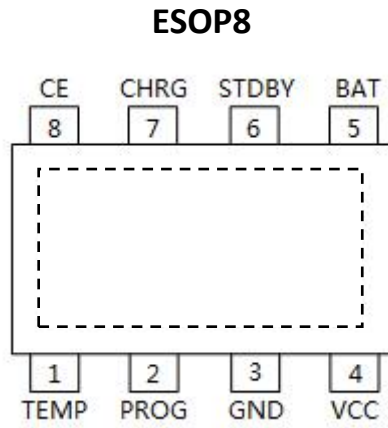 ESOP8
CE CHRG STDBY BAT
8 7 6 5
1 2 3 4
TEMP PROG GND VCC